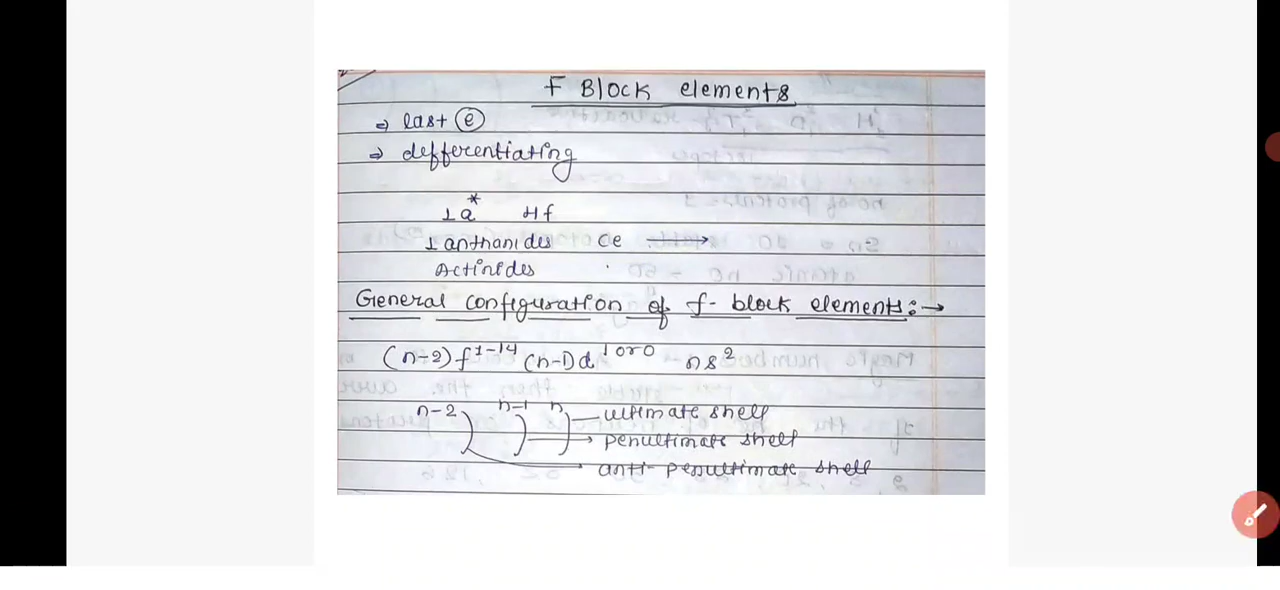 F Block elements
⇒ last ⓔ
⇒ defferentiating
La* Hf
Lanthanides Ce →
Actinides
General configuration of f-block elements:→
(n-2)f¹⁻¹⁴ (n-1)d¹ ᵒʳ ⁰ ns²
n-2 n-1 n ultimate shell
penultimate shell
anti-penultimate shell